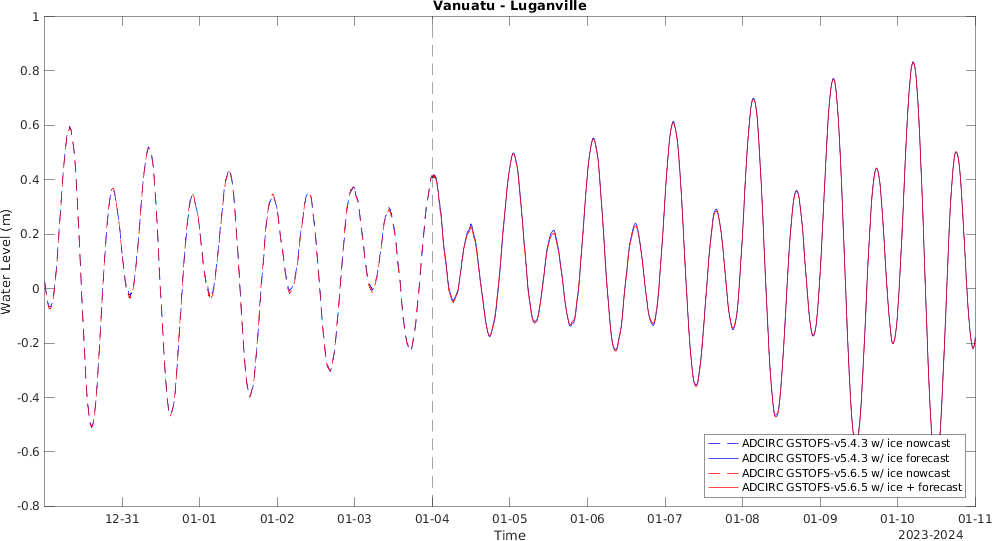 Vanuatu - Luganville
1
0.8
0.6
0.4
0.2
0
-0.2
-0.4
-0.6
-0.8
Water Level (m)
ADCIRC GSTOFS-v5.4.3 w/ ice nowcast
ADCIRC GSTOFS-v5.4.3 w/ ice forecast
ADCIRC GSTOFS-v5.6.5 w/ ice nowcast
ADCIRC GSTOFS-v5.6.5 w/ ice + forecast
12-31 01-01 01-02 01-03 01-04 01-05 01-06 01-07 01-08 01-09 01-10 01-11
Time
2023-2024